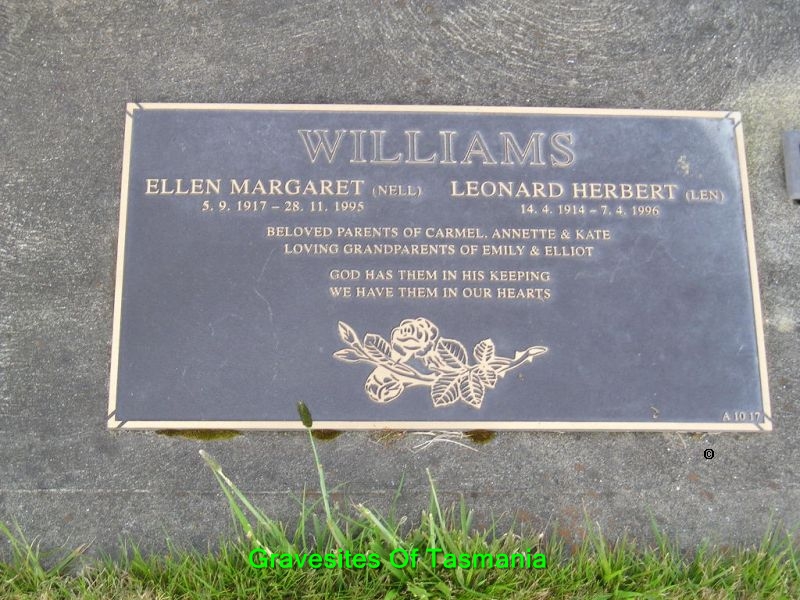 WILLIAMS
ELLEN MARGARET (NELL) LEONARD HERBERT (LEN)
5. 9. 1917 – 28. 11. 1995 14. 4. 1914 – 7. 4. 1996
BELOVED PARENTS OF CARMEL, ANNETTE & KATE
LOVING GRANDPARENTS OF EMILY & ELLIOT
GOD HAS THEM IN HIS KEEPING
WE HAVE THEM IN OUR HEARTS
A 10 17
©
Gravesites Of Tasmania